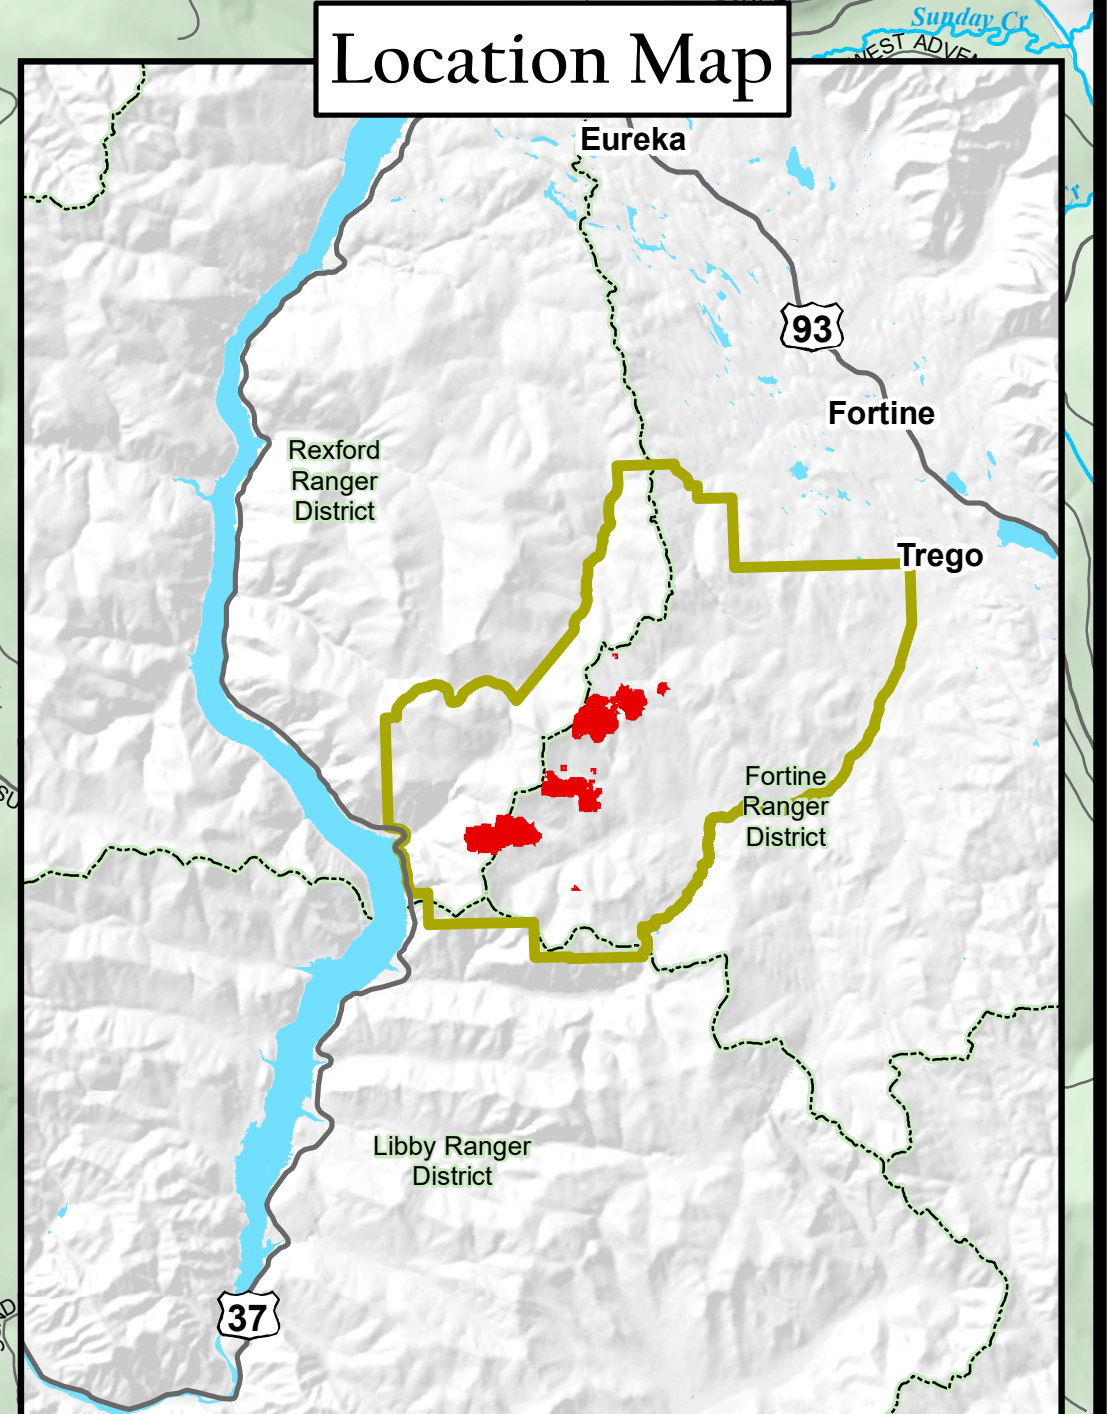 Sunday Cr
Location Map
Eureka
93
Fortine
Rexford
Ranger
District
Trego
Fortine
Ranger
District
Libby Ranger
District
37